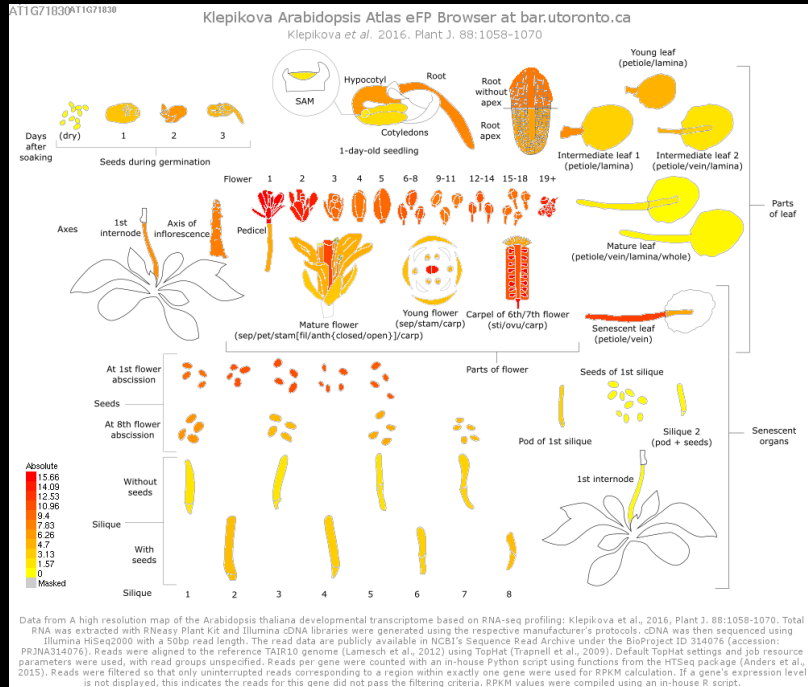 AT1G71830
AT1G71830
Klepikova Arabidopsis Atlas eFP Browser at bar.utoronto.ca
Klepikova et al. 2016. Plant J. 88:1058-1070
Young leaf
(petiole/lamina)
SAM
Hypocotyl
Root
Cotyledons
1-day-old seedling
Root
without
apex
Root
apex
Intermediate leaf 1
(petiole/lamina)
Intermediate leaf 2
(petiole/vein/lamina)
Days
after
soaking
(dry)
1
2
3
Seeds during germination
Flower
1
2
3
4
5
6-8
9-11
12-14
15-18
19+
Parts
of leaf
Axes
1st
internode
Axis of
inflorescence
Pedicel
Mature leaf
(petiole/vein/lamina/whole)
Mature flower
(sep/pet/stam[fil/anth{closed/open}]/carp)
Young flower
(sep/stam/carp)
Carpel of 6th/7th flower
(sti/ovu/carp)
Senescent leaf
(petiole/vein)
Parts of flower
At 1st flower
abscission
Seeds
At 8th flower
abscission
Seeds of 1st silique
Pod of 1st silique
Silique 2
(pod + seeds)
Senescent
organs
Without
seeds
Silique
With
seeds
1st internode
Silique
1
2
3
4
5
6
7
8
Absolute
15.66
14.09
12.53
10.96
9.4
7.83
6.26
4.7
3.13
1.57
0
Masked
Data from A high resolution map of the Arabidopsis thaliana developmental transcriptome based on RNA-seq profiling: Klepikova et al., 2016, Plant J. 88:1058-1070. Total
RNA was extracted with RNeasy Plant Kit and Illumina cDNA libraries were generated using the respective manufacturer's protocols. cDNA was then sequenced using
Illumina HiSeq2000 with a 50bp read length. The read data are publicly available in NCBI's Sequence Read Archive under the BioProject ID 314076 (accession:
PRJNA314076). Reads were aligned to the reference TAIR10 genome (Lamesch et al., 2012) using TopHat (Trapnell et al., 2009). Default TopHat settings and job resource
parameters were used, with read groups unspecified. Reads per gene were counted with an in-house Python script using functions from the HTSeq package (Anders et al.,
2015). Reads were filtered so that only uninterrupted reads corresponding to a region within exactly one gene were used for RPKM calculation. If a gene's expression level
is not displayed, this indicates the reads for this gene did not pass the filtering criteria. RPKM values were compiled using an in-house R script.